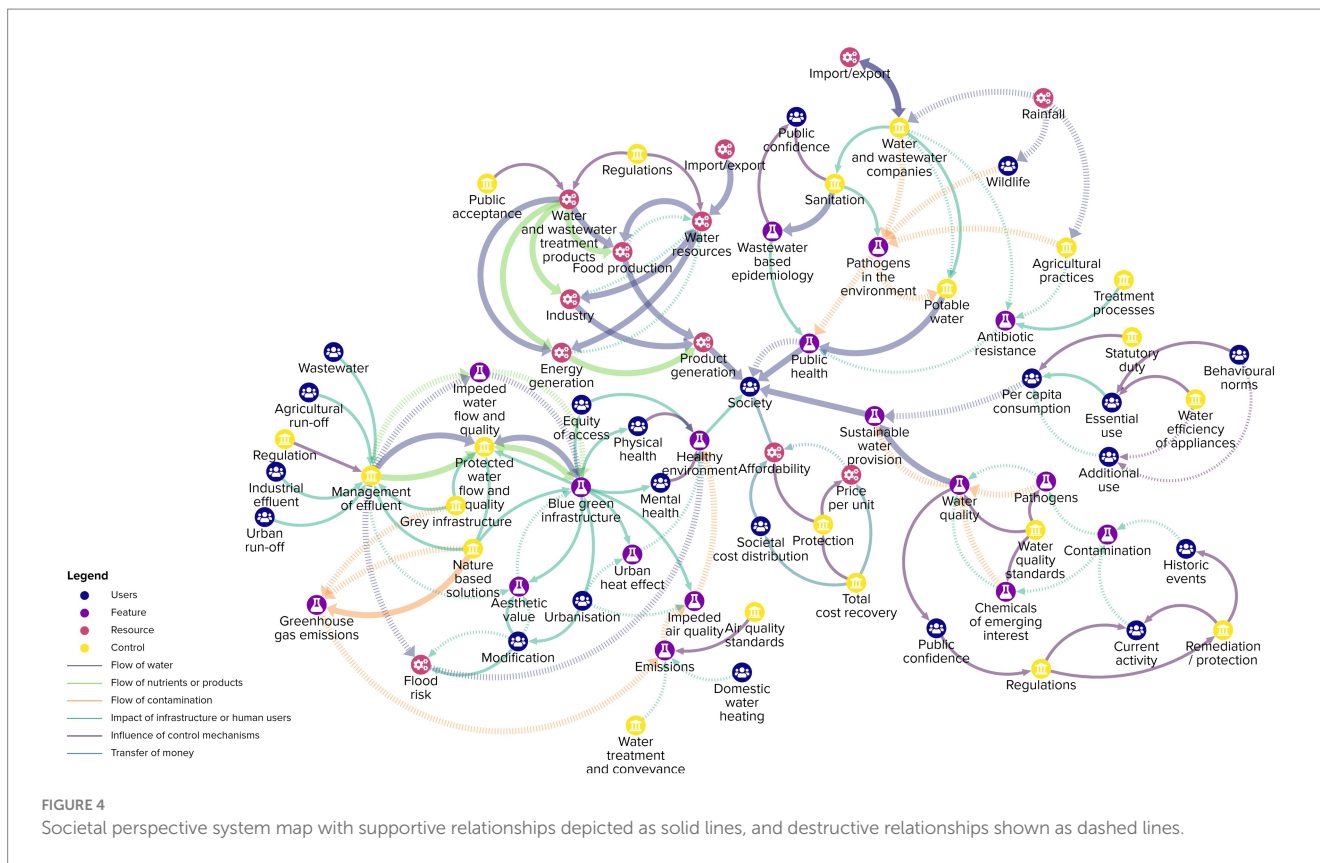 Import/export
Rainfall
Public
confidence
Water
and wastewater
companies
Regulations
Import/export
Wildlife
Public
acceptance
Sanitation
Water
and wastewater
treatment
products
Water
resources
Food production
Wastewater
based
epidemiology
Pathogens
in the
environment
Agricultural
practices
Potable
water
Treatment
processes
Industry
Antibiotic
resistance
Statutory
duty
Wastewater
Energy
generation
Product
generation
Public
health
Behavioural
norms
Impeded
water
flow and
quality
Agricultural
run-off
Society
Per capita
consumption
Essential
use
Water
efficiency
of appliances
Equity
of access
Physical
health
Sustainable
water
provision
Regulation
Healthy
environment
Affordability
Additional
use
Protected
water
flow and
quality
Industrial
effluent
Management
of effluent
Price
per unit
Blue green
infrastructure
Mental
health
Water
quality
Pathogens
Grey infrastructure
Urban
run-off
Societal
cost distribution
Protection
Water
quality
standards
Contamination
Historic
events
Nature
based
solutions
Urban
heat effect
Aesthetic
value
Total
cost recovery
Chemicals
of emerging
interest
Legend
Users
Feature
Resource
Control
Flow of water
Flow of nutrients or products
Flow of contamination
Impact of infrastructure or human users
Influence of control mechanisms
Transfer of money
Greenhouse
gas emissions
Urbanisation
Impeded
air quality
Air quality
standards
Modification
Emissions
Public
confidence
Current
activity
Remediation
/ protection
Flood
risk
Domestic
water
heating
Regulations
Water
treatment
and conveyance
FIGURE 4
Societal perspective system map with supportive relationships depicted as solid lines, and destructive relationships shown as dashed lines.